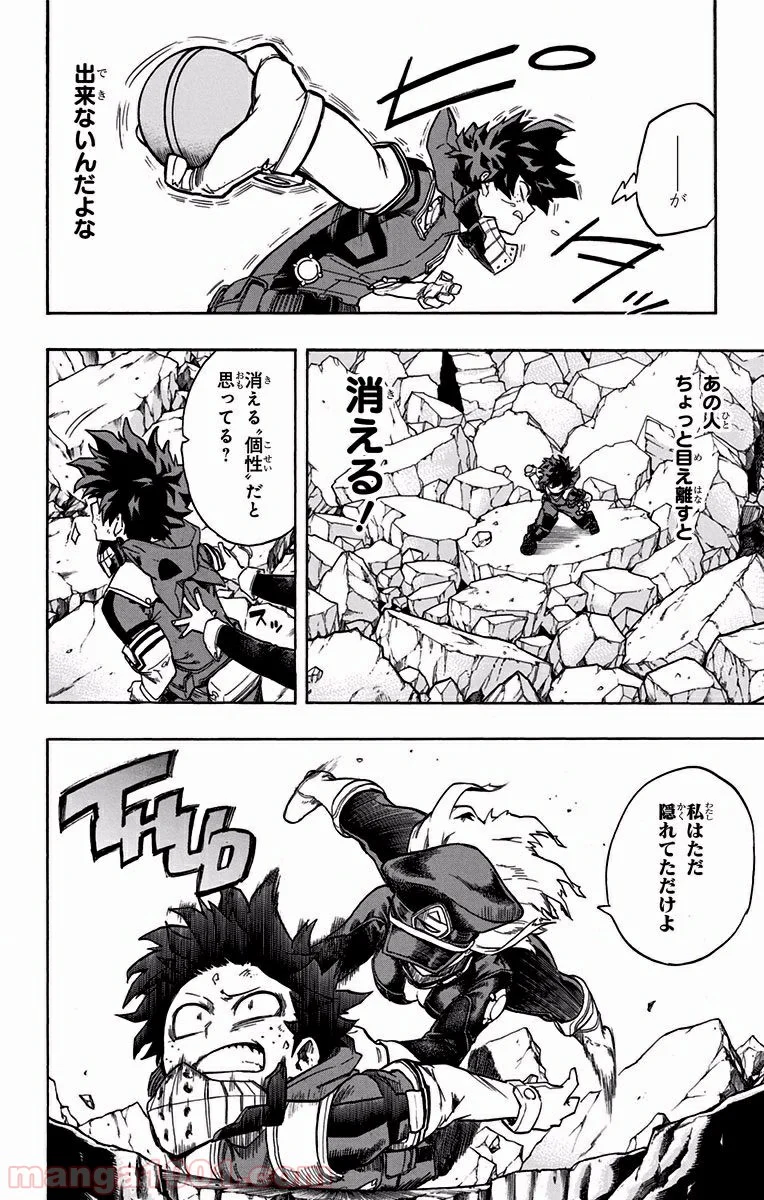 ――が
ピロ
ダッ
出来ないんだよな
あの人
ちょっと目え離すと
消える!
消える〝個性〟だと
思ってる?
スッ
私はただ
隠れてただけよ
THUD